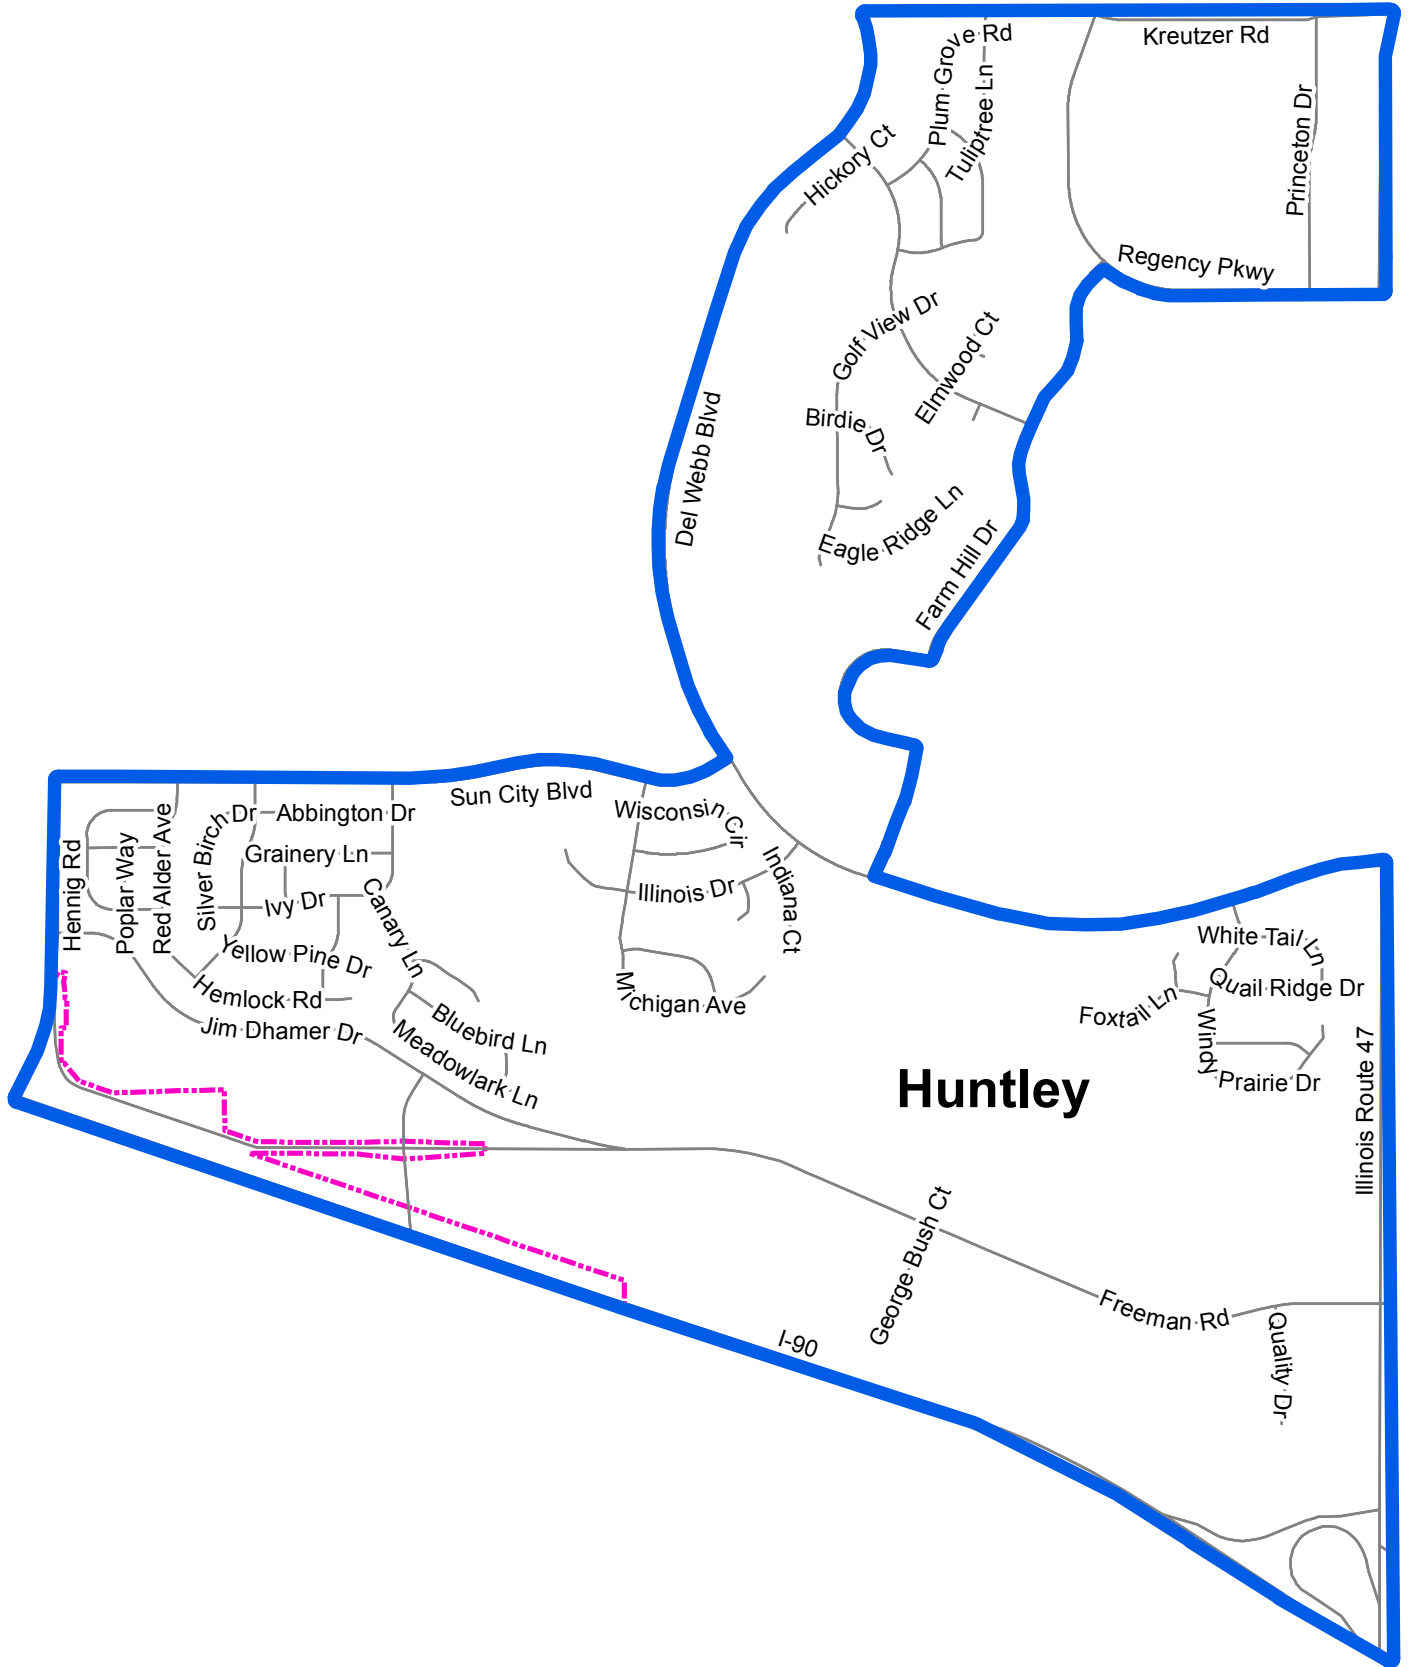 Kreutzer Rd
Plum Grove Rd
Tuliptree Ln
Princeton Dr
Hickory Ct
Regency Pkwy
Golf View Dr
Elmwood Ct
Birdie Dr
Del Webb Blvd
Eagle Ridge Ln
Farm Hill Dr
Sun City Blvd
Hennig Rd
Poplar Way
Red Alder Ave
Silver Birch Dr
Abbington Dr
Grainery Ln
Ivy Dr
Canary Ln
Yellow Pine Dr
Hemlock Rd
Jim Dhamer Dr
Bluebird Ln
Meadowlark Ln
Wisconsin Cir
Illinois Dr
Indiana Ct
Michigan Ave
White Tail Ln
Quail Ridge Dr
Foxtail Ln
Windy Prairie Dr
Huntley
Illinois Route 47
George Bush Ct
Freeman Rd
Quality Dr
I-90